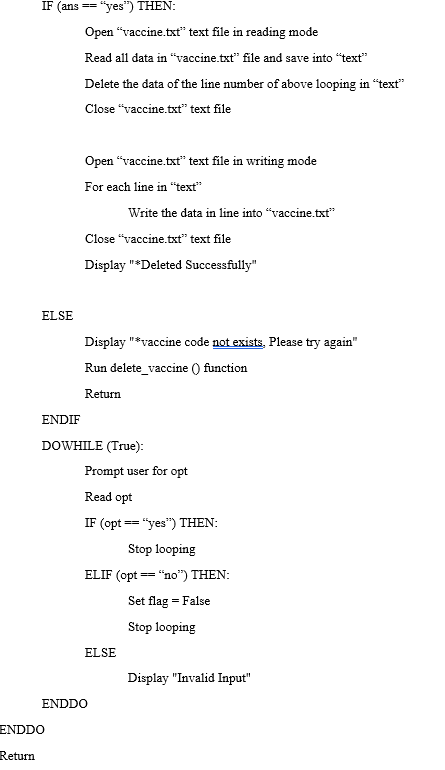 IF (ans == “yes”) THEN:
Open “vaccine.txt” text file in reading mode
Read all data in “vaccine.txt” file and save into “text”
Delete the data of the line number of above looping in “text”
Close “vaccine.txt” text file
Open “vaccine.txt” text file in writing mode
For each line in “text”
Write the data in line into “vaccine.txt”
Close “vaccine.txt” text file
Display "*Deleted Successfully"
ELSE
Display "*vaccine code not exists, Please try again"
Run delete_vaccine () function
Return
ENDIF
DOWHILE (True):
Prompt user for opt
Read opt
IF (opt == “yes”) THEN:
Stop looping
ELIF (opt == “no”) THEN:
Set flag = False
Stop looping
ELSE
Display "Invalid Input"
ENDDO
ENDDO
Return